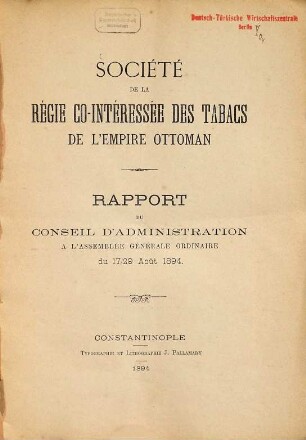 Deutsch-Türkische Wirtschaftszentrale
Berlin
SOCIÉTÉ
DE LA
RÉGIE CO-INTÉRESSÉE DES TABACS
DE L'EMPIRE OTTOMAN
RAPPORT
DU
CONSEIL D'ADMINISTRATION
A L'ASSEMBLÉE GÉNÉRALE ORDINAIRE
du 17/29 Août 1894.
CONSTANTINOPLE
TYPOGRAPHIE ET LITHOGRAPHIE J. PALLAMARY
1894